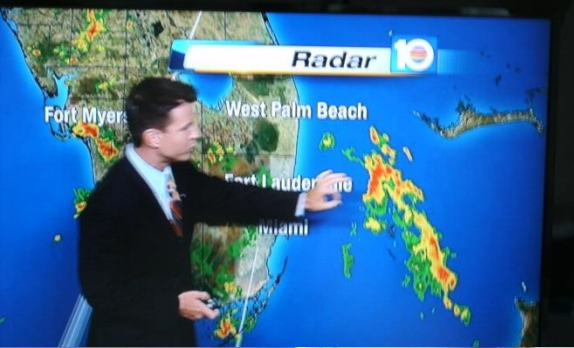 Radar 10
Fort Myers
West Palm Beach
Fort Lauderdale
Miami